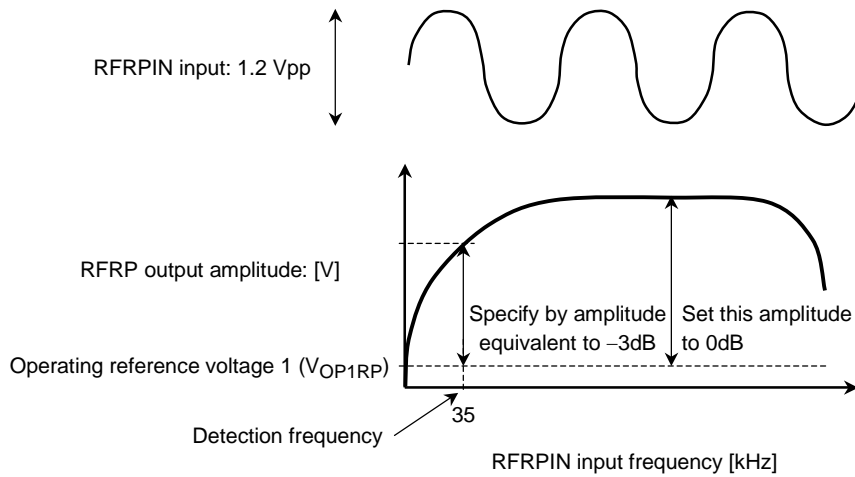 RFRPIN input: 1.2 Vpp
RFRP output amplitude: [V]
Specify by amplitude
equivalent to −3dB
Set this amplitude
to 0dB
Operating reference voltage 1 (VOP1RP)
35
Detection frequency
RFRPIN input frequency [kHz]